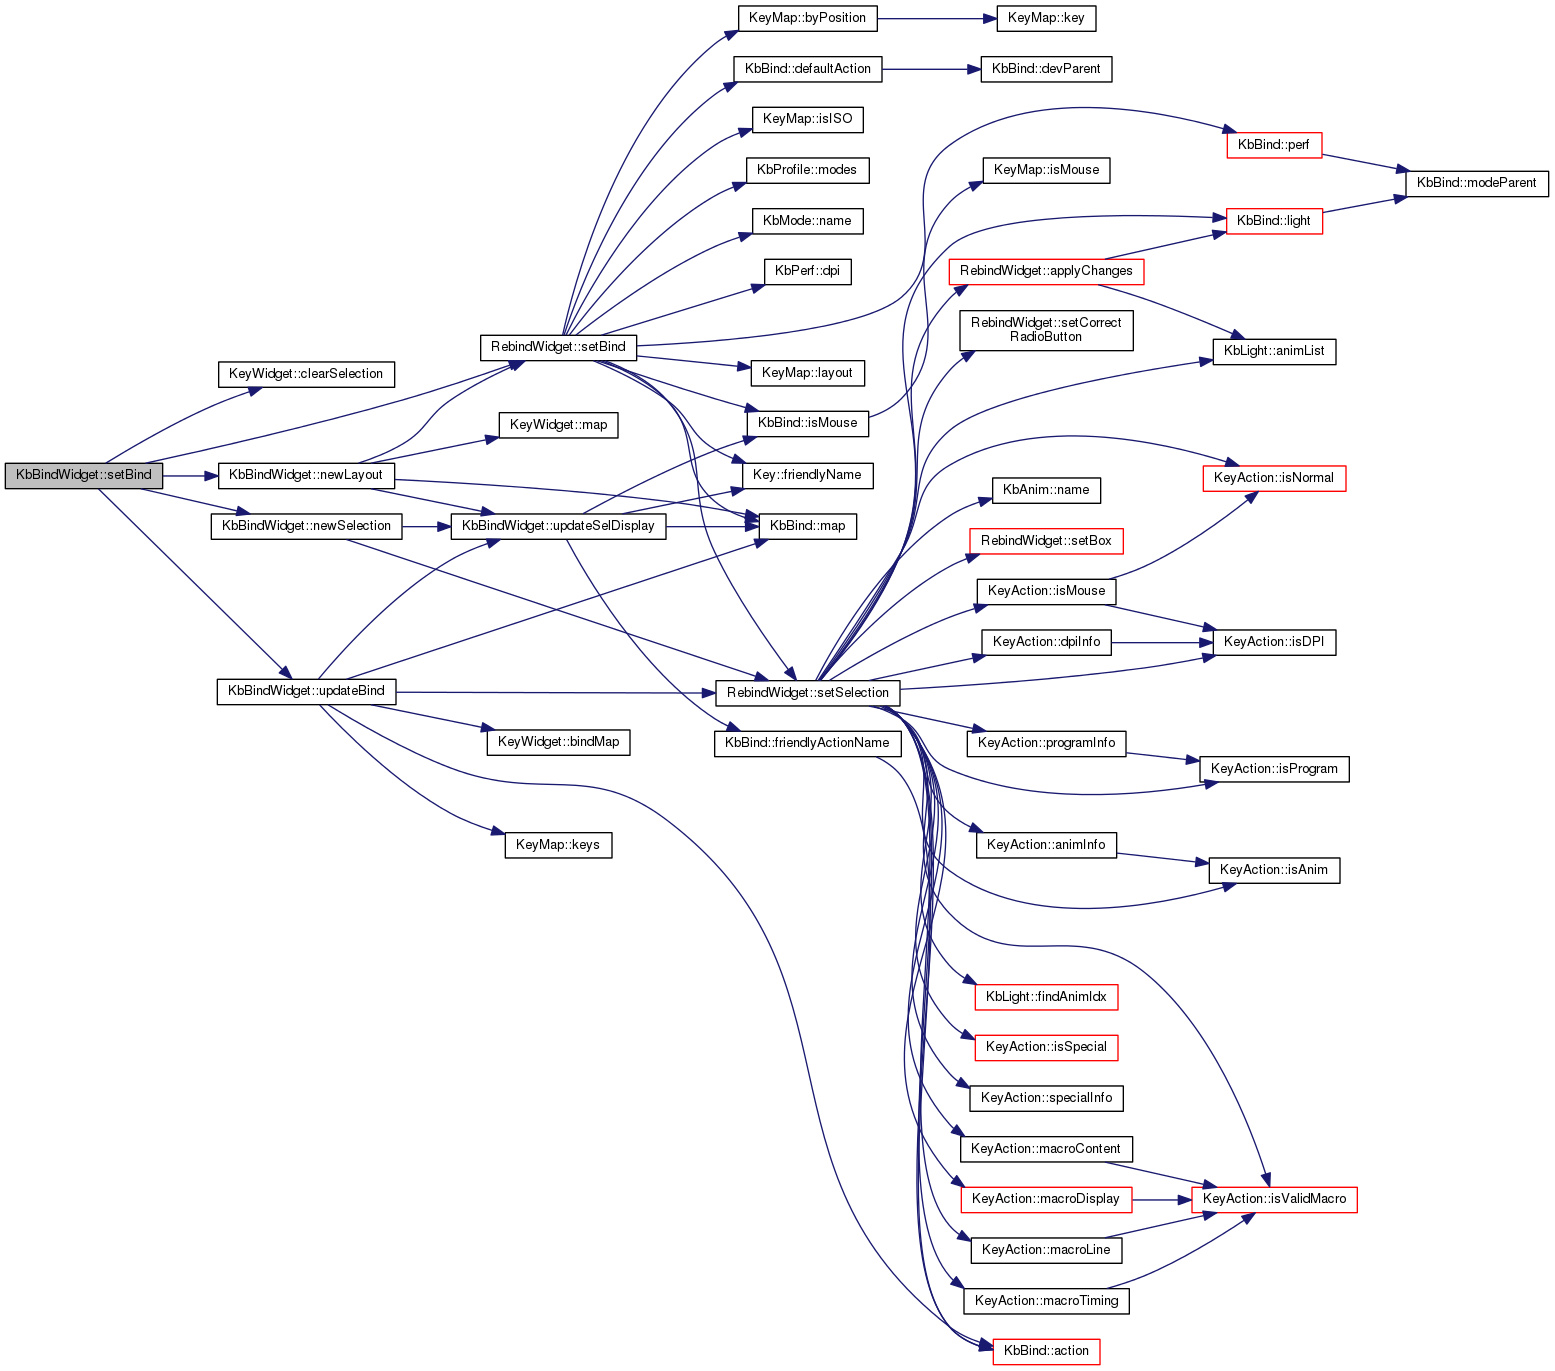 KeyMap::byPosition
KeyMap::key
KbBind::defaultAction
KbBind::devParent
KeyMap::isISO
KbBind::perf
KbProfile::modes
KeyMap::isMouse
KbBind::modeParent
KbMode::name
KbBind::light
KbPerf::dpi
RebindWidget::applyChanges
RebindWidget::setCorrect
RadioButton
RebindWidget::setBind
KbLight::animList
KeyWidget::clearSelection
KeyMap::layout
KeyWidget::map
KbBind::isMouse
KbBindWidget::setBind
KbBindWidget::newLayout
Key::friendlyName
KeyAction::isNormal
KbAnim::name
KbBindWidget::newSelection
KbBindWidget::updateSelDisplay
KbBind::map
RebindWidget::setBox
KeyAction::isMouse
KeyAction::dpiInfo
KeyAction::isDPI
KbBindWidget::updateBind
RebindWidget::setSelection
KeyWidget::bindMap
KbBind::friendlyActionName
KeyAction::programInfo
KeyAction::isProgram
KeyMap::keys
KeyAction::animInfo
KeyAction::isAnim
KbLight::findAnimIdx
KeyAction::isSpecial
KeyAction::specialInfo
KeyAction::macroContent
KeyAction::macroDisplay
KeyAction::isValidMacro
KeyAction::macroLine
KeyAction::macroTiming
KbBind::action